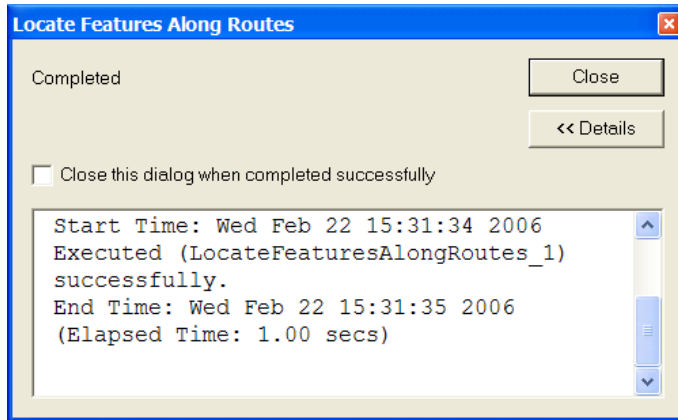 Locate Features Along Routes
Completed
Close
<< Details
Close this dialog when completed successfully
Start Time: Wed Feb 22 15:31:34 2006
Executed (LocateFeaturesAlongRoutes_1)
successfully.
End Time: Wed Feb 22 15:31:35 2006
(Elapsed Time: 1.00 secs)